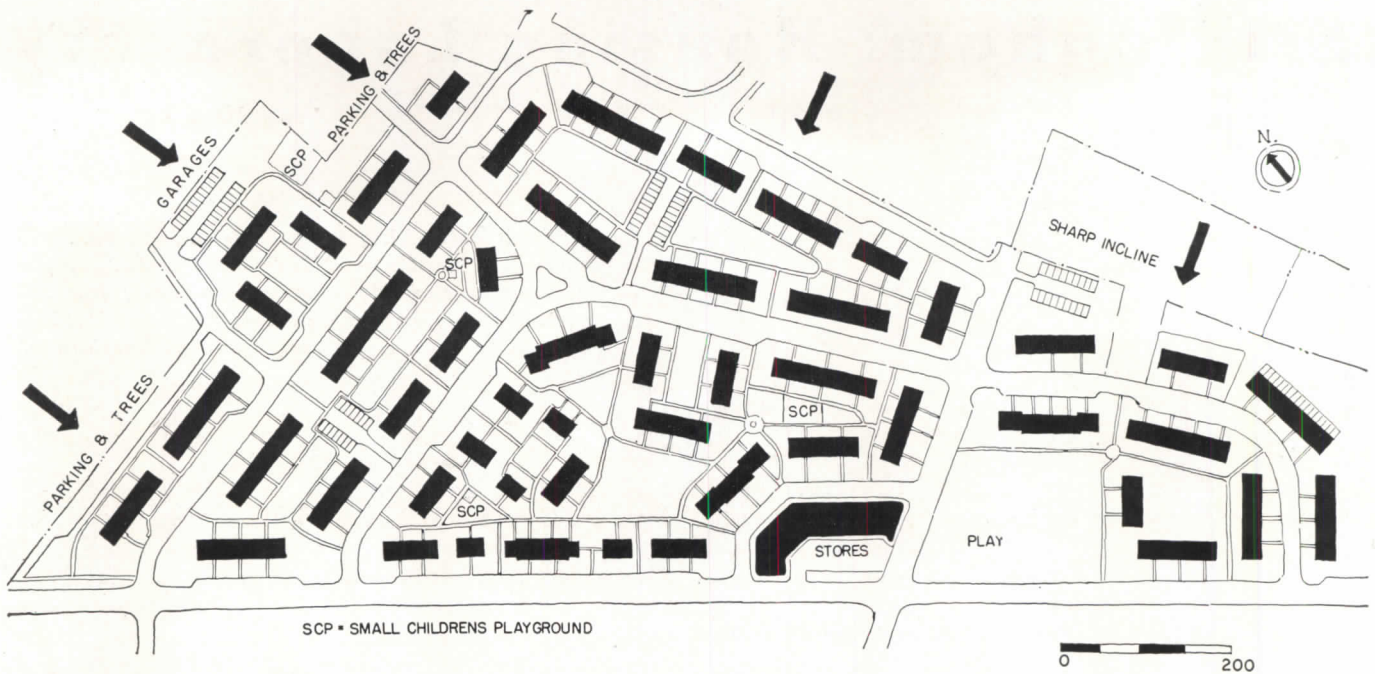 PARKING & TREES
GARAGES
SCP
N.
SHARP INCLINE
SCP
PARKING & TREES
SCP
SCP
STORES
PLAY
SCP = SMALL CHILDRENS PLAYGROUND
0 200